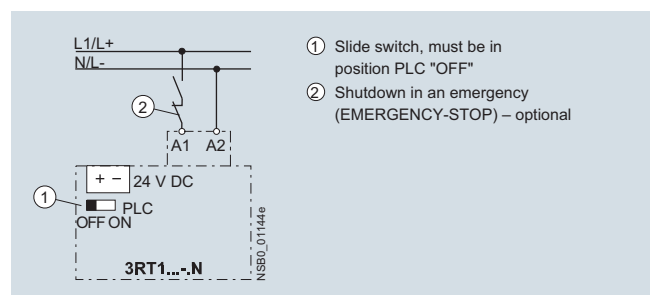 L1/L+
N/L-
2
A1 A2
+ − 24 V DC
1
PLC
OFF ON
3RT1...-.N
NSB0_01144e
1 Slide switch, must be in
position PLC "OFF"
2 Shutdown in an emergency
(EMERGENCY-STOP) – optional